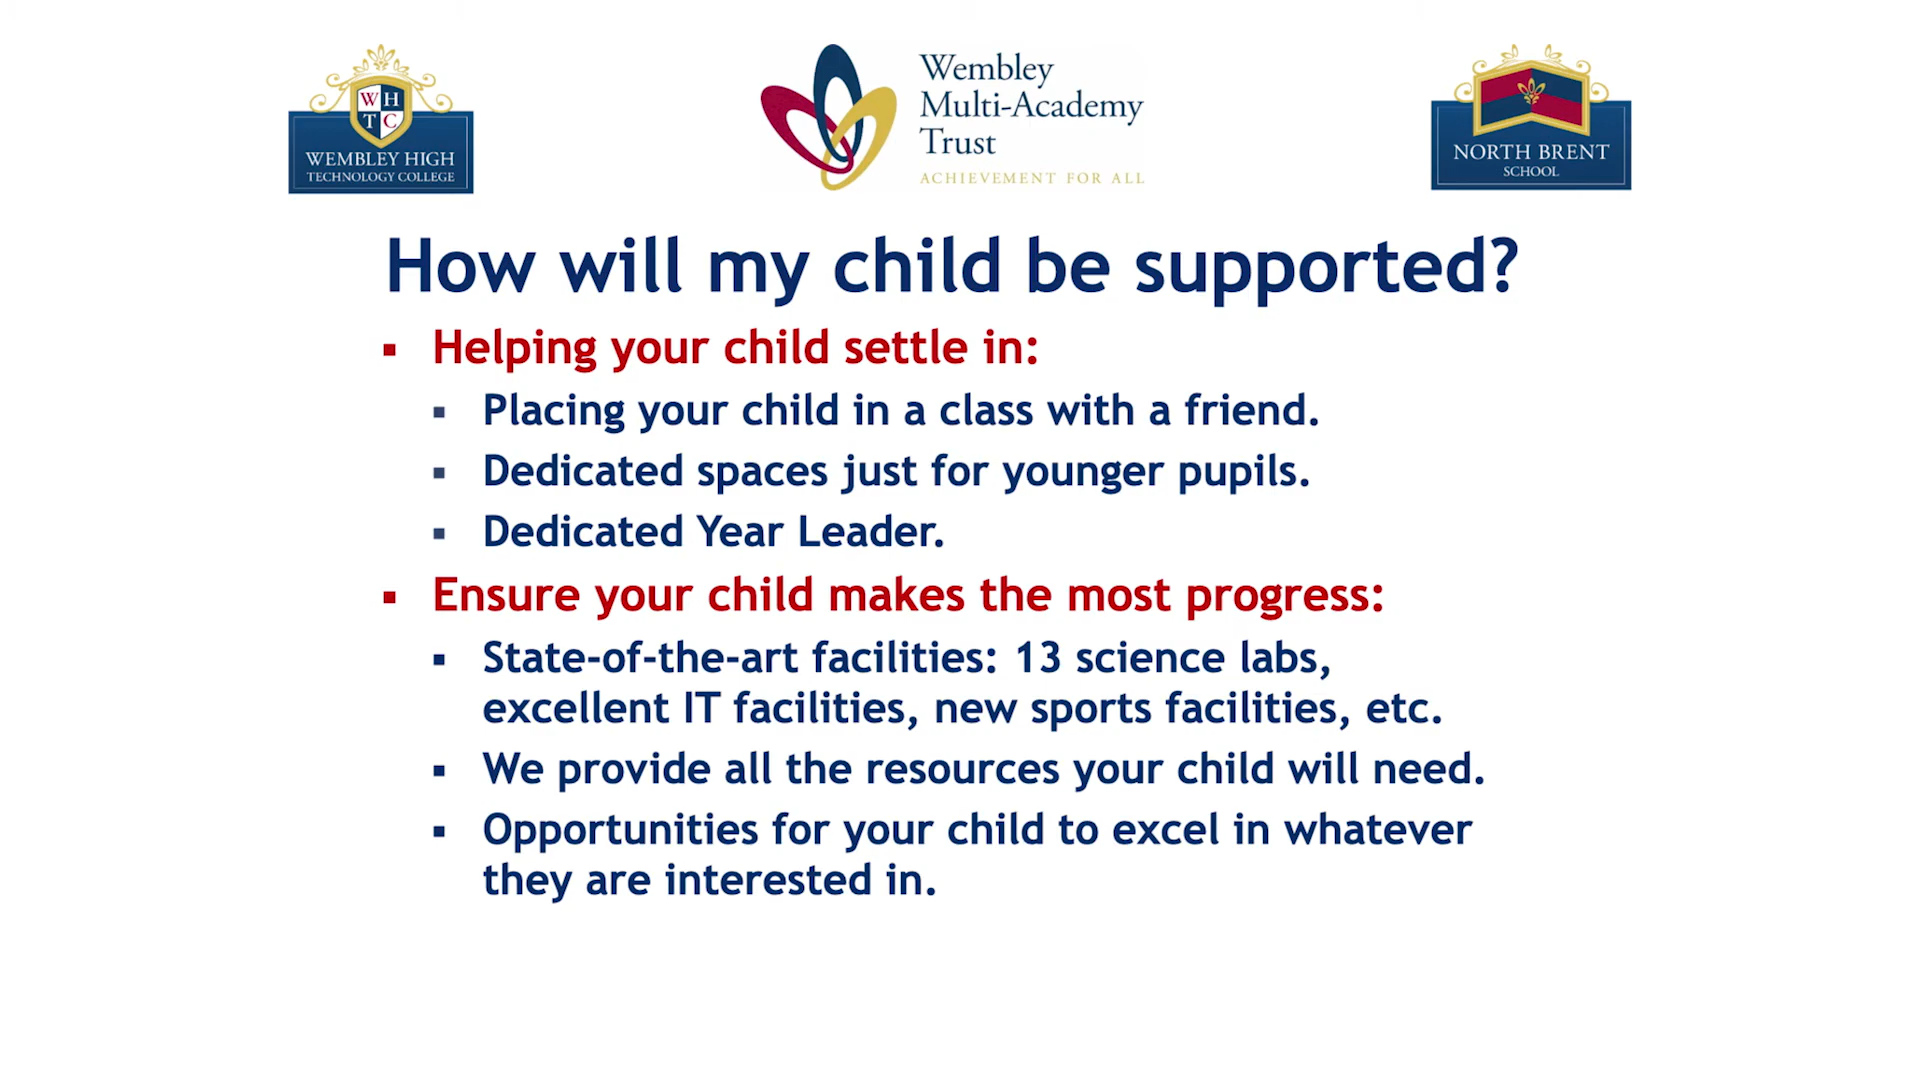 WH
TC
WEMBLEY HIGH
TECHNOLOGY COLLEGE
Wembley
Multi-Academy
Trust
ACHIEVEMENT FOR ALL
NORTH BRENT
SCHOOL
How will my child be supported?
▪ Helping your child settle in:
▪ Placing your child in a class with a friend.
▪ Dedicated spaces just for younger pupils.
▪ Dedicated Year Leader.
▪ Ensure your child makes the most progress:
▪ State-of-the-art facilities: 13 science labs,
excellent IT facilities, new sports facilities, etc.
▪ We provide all the resources your child will need.
▪ Opportunities for your child to excel in whatever
they are interested in.